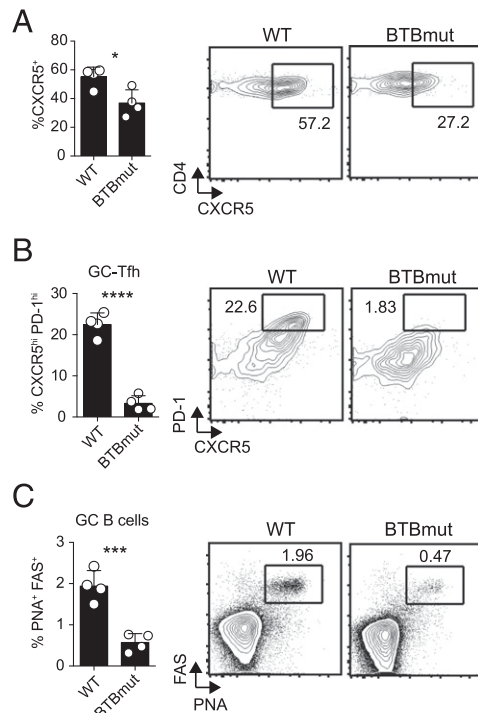 A
%CXCR5⁺
80
60
40
20
0
*
WT
BTBmut
WT
BTBmut
57.2
27.2
CD4
CXCR5
B
GC-Tfh
% CXCR5ʰⁱ PD-1ʰⁱ
30
20
10
0
****
WT
BTBmut
WT
BTBmut
22.6
1.83
PD-1
CXCR5
C
GC B cells
% PNA⁺ FAS⁺
3
2
1
0
***
WT
BTBmut
WT
BTBmut
1.96
0.47
FAS
PNA